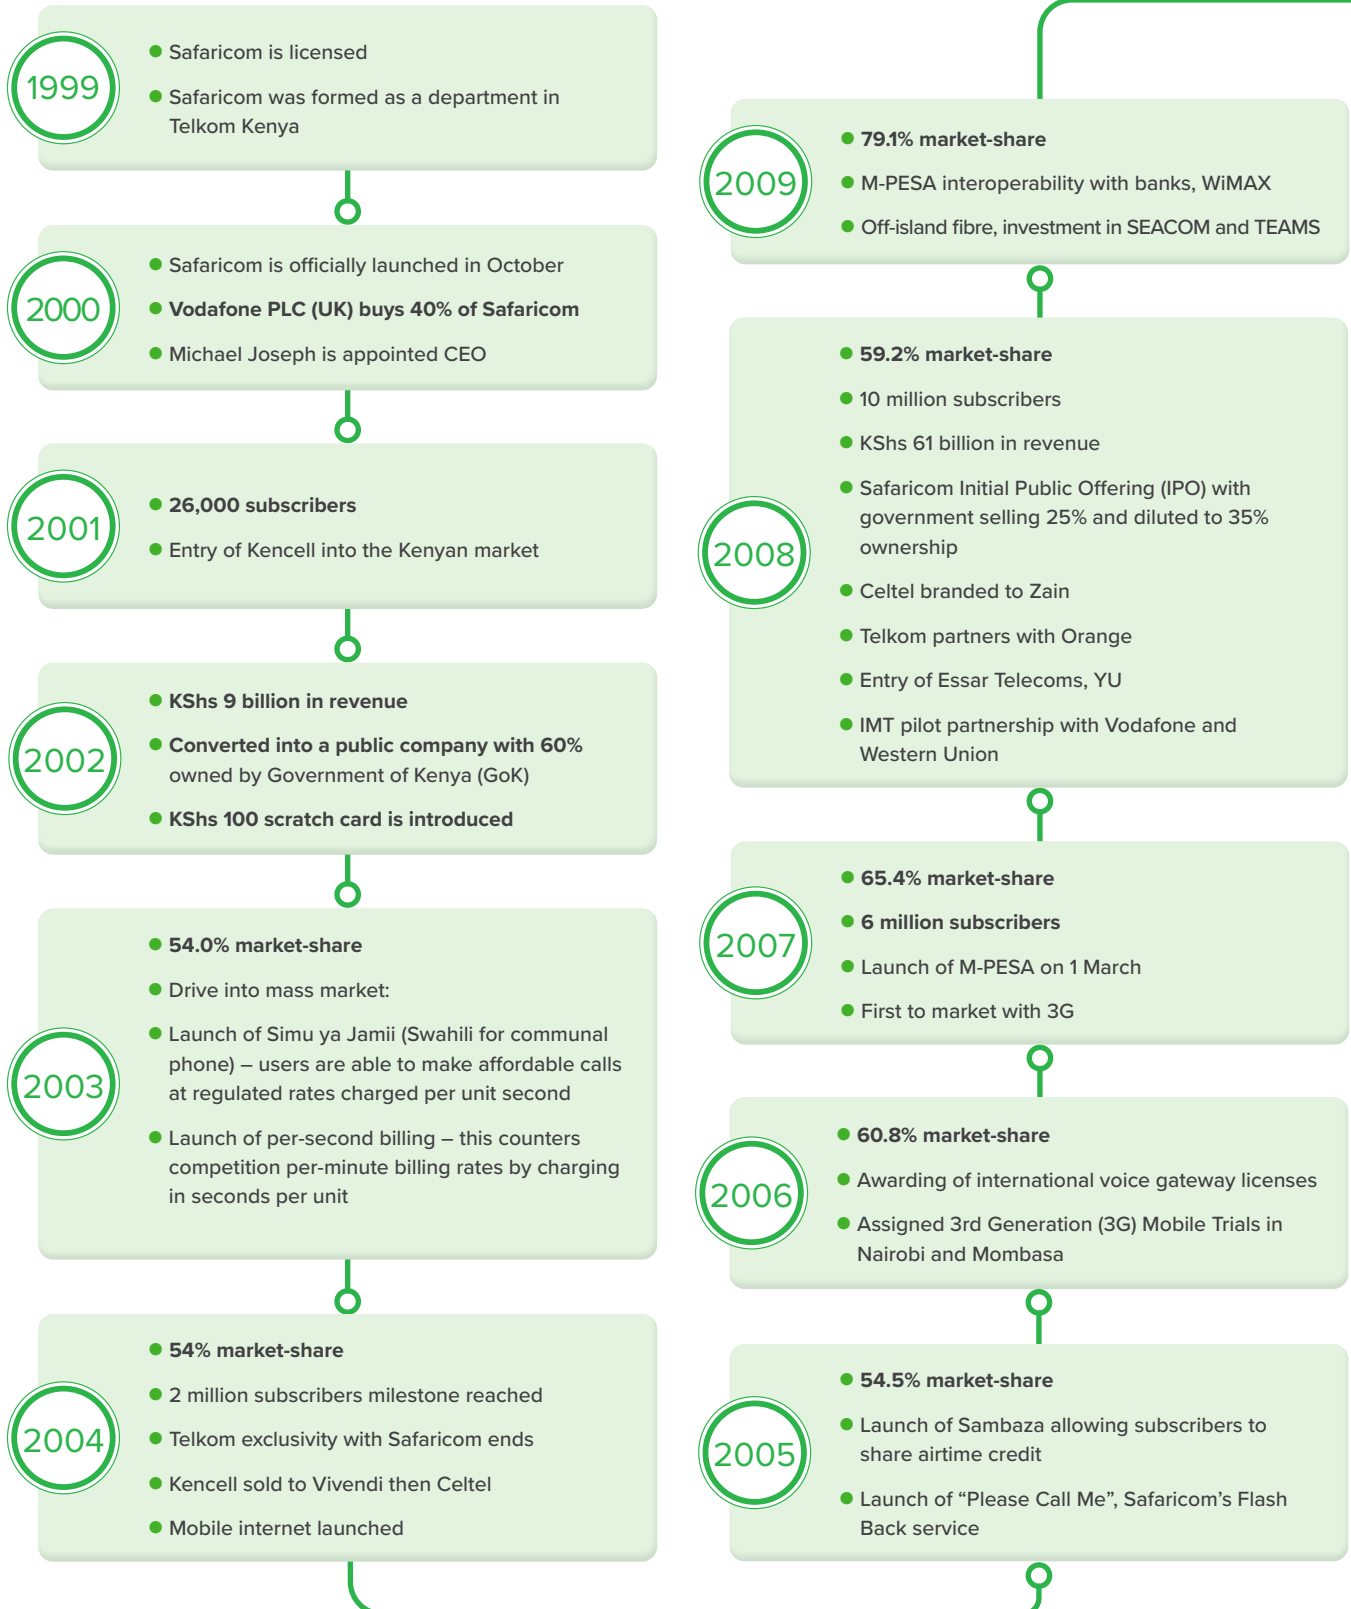 1999
Safaricom is licensed
Safaricom was formed as a department in
Telkom Kenya
2000
Safaricom is officially launched in October
Vodafone PLC (UK) buys 40% of Safaricom
Michael Joseph is appointed CEO
2001
26,000 subscribers
Entry of Kencell into the Kenyan market
2002
KShs 9 billion in revenue
Converted into a public company with 60%
owned by Government of Kenya (GoK)
KShs 100 scratch card is introduced
2003
54.0% market-share
Drive into mass market:
Launch of Simu ya Jamii (Swahili for communal
phone) – users are able to make affordable calls
at regulated rates charged per unit second
Launch of per-second billing – this counters
competition per-minute billing rates by charging
in seconds per unit
2004
54% market-share
2 million subscribers milestone reached
Telkom exclusivity with Safaricom ends
Kencell sold to Vivendi then Celtel
Mobile internet launched
2005
54.5% market-share
Launch of Sambaza allowing subscribers to
share airtime credit
Launch of “Please Call Me”, Safaricom’s Flash
Back service
2006
60.8% market-share
Awarding of international voice gateway licenses
Assigned 3rd Generation (3G) Mobile Trials in
Nairobi and Mombasa
2007
65.4% market-share
6 million subscribers
Launch of M-PESA on 1 March
First to market with 3G
2008
59.2% market-share
10 million subscribers
KShs 61 billion in revenue
Safaricom Initial Public Offering (IPO) with
government selling 25% and diluted to 35%
ownership
Celtel branded to Zain
Telkom partners with Orange
Entry of Essar Telecoms, YU
IMT pilot partnership with Vodafone and
Western Union
2009
79.1% market-share
M-PESA interoperability with banks, WiMAX
Off-island fibre, investment in SEACOM and TEAMS